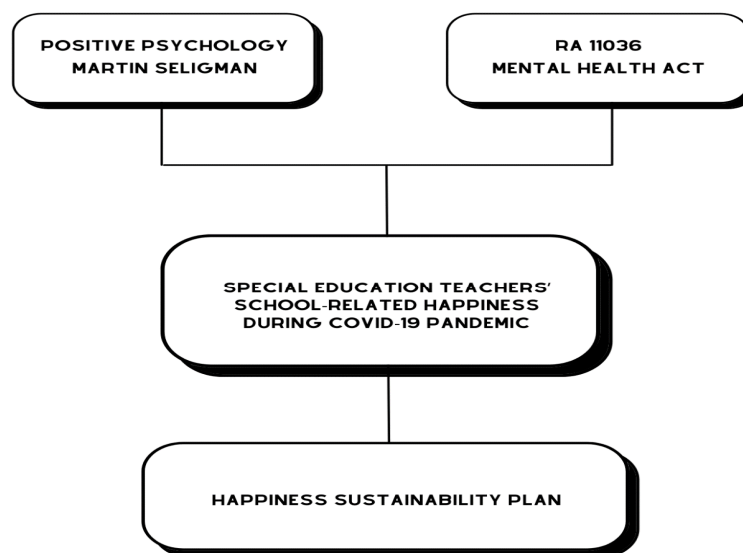 POSITIVE PSYCHOLOGY
MARTIN SELIGMAN
RA 11036
MENTAL HEALTH ACT
SPECIAL EDUCATION TEACHERS'
SCHOOL-RELATED HAPPINESS
DURING COVID-19 PANDEMIC
HAPPINESS SUSTAINABILITY PLAN